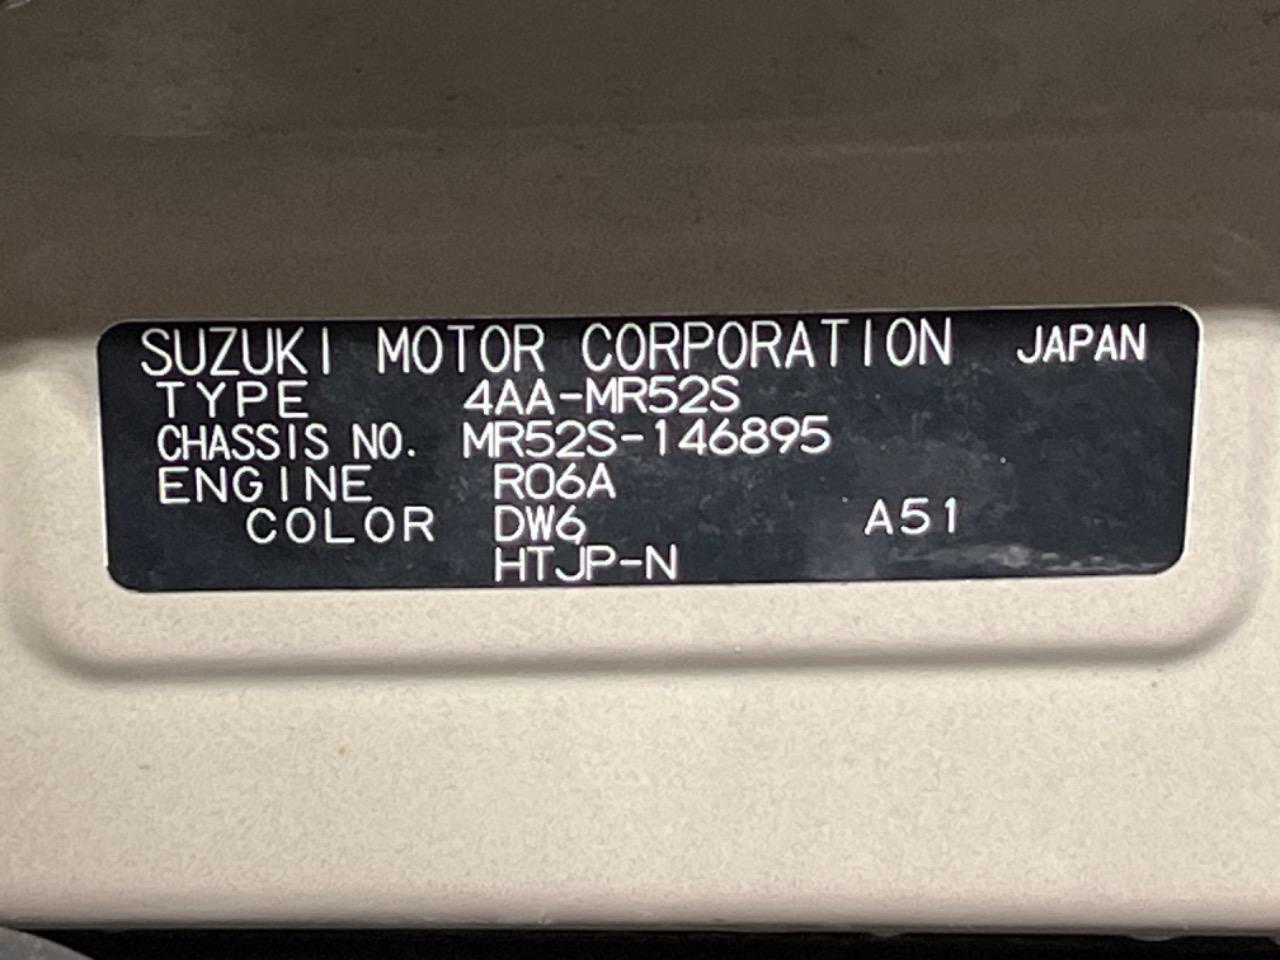 SUZUKI MOTOR CORPORATION JAPAN
TYPE 4AA-MR52S
CHASSIS NO. MR52S-146895
ENGINE R06A
COLOR DW6 A51
HTJP-N